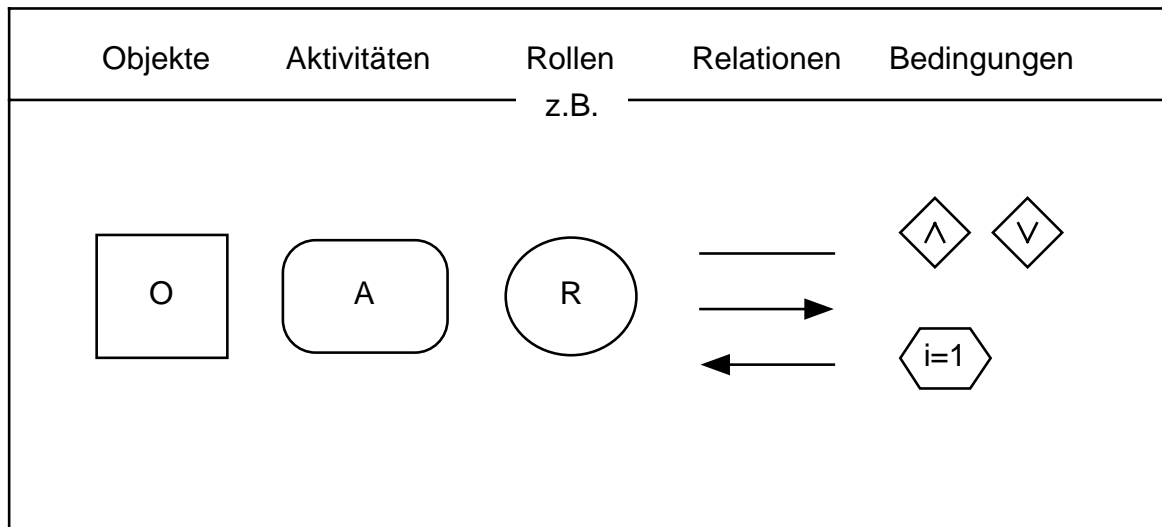 Objekte Aktivitäten Rollen Relationen Bedingungen
z.B.
∧ ∨
O A R
i=1